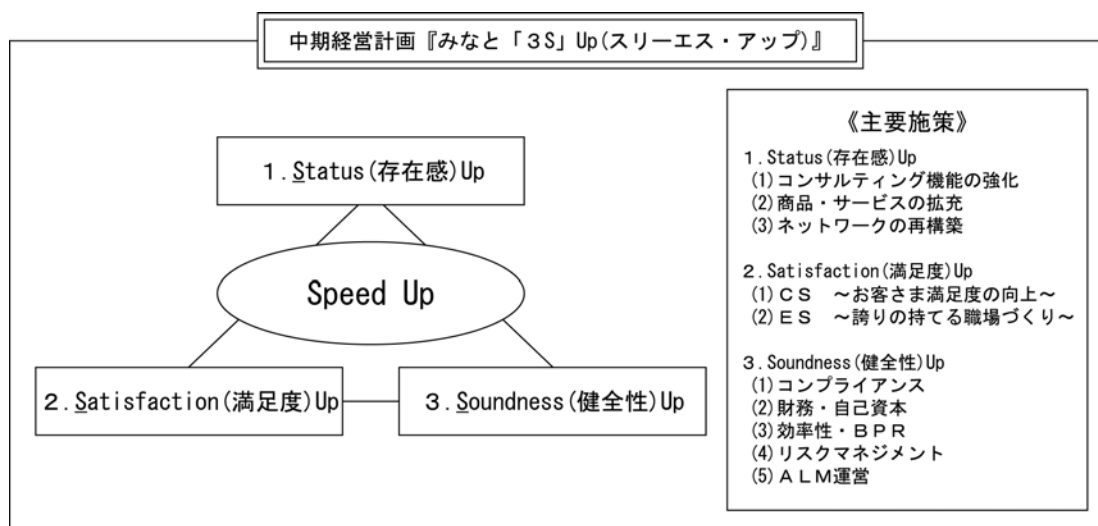 中期経営計画『みなと「３S」Up(スリーエス・アップ)』
１.Status(存在感)Up
Speed Up
２.Satisfaction(満足度)Up
３.Soundness(健全性)Up
《主要施策》
１.Status(存在感)Up
(1)コンサルティング機能の強化
(2)商品・サービスの拡充
(3)ネットワークの再構築
２.Satisfaction(満足度)Up
(1)ＣＳ　～お客さま満足度の向上～
(2)ＥＳ　～誇りの持てる職場づくり～
３.Soundness(健全性)Up
(1)コンプライアンス
(2)財務・自己資本
(3)効率性・ＢＰＲ
(4)リスクマネジメント
(5)ＡＬＭ運営